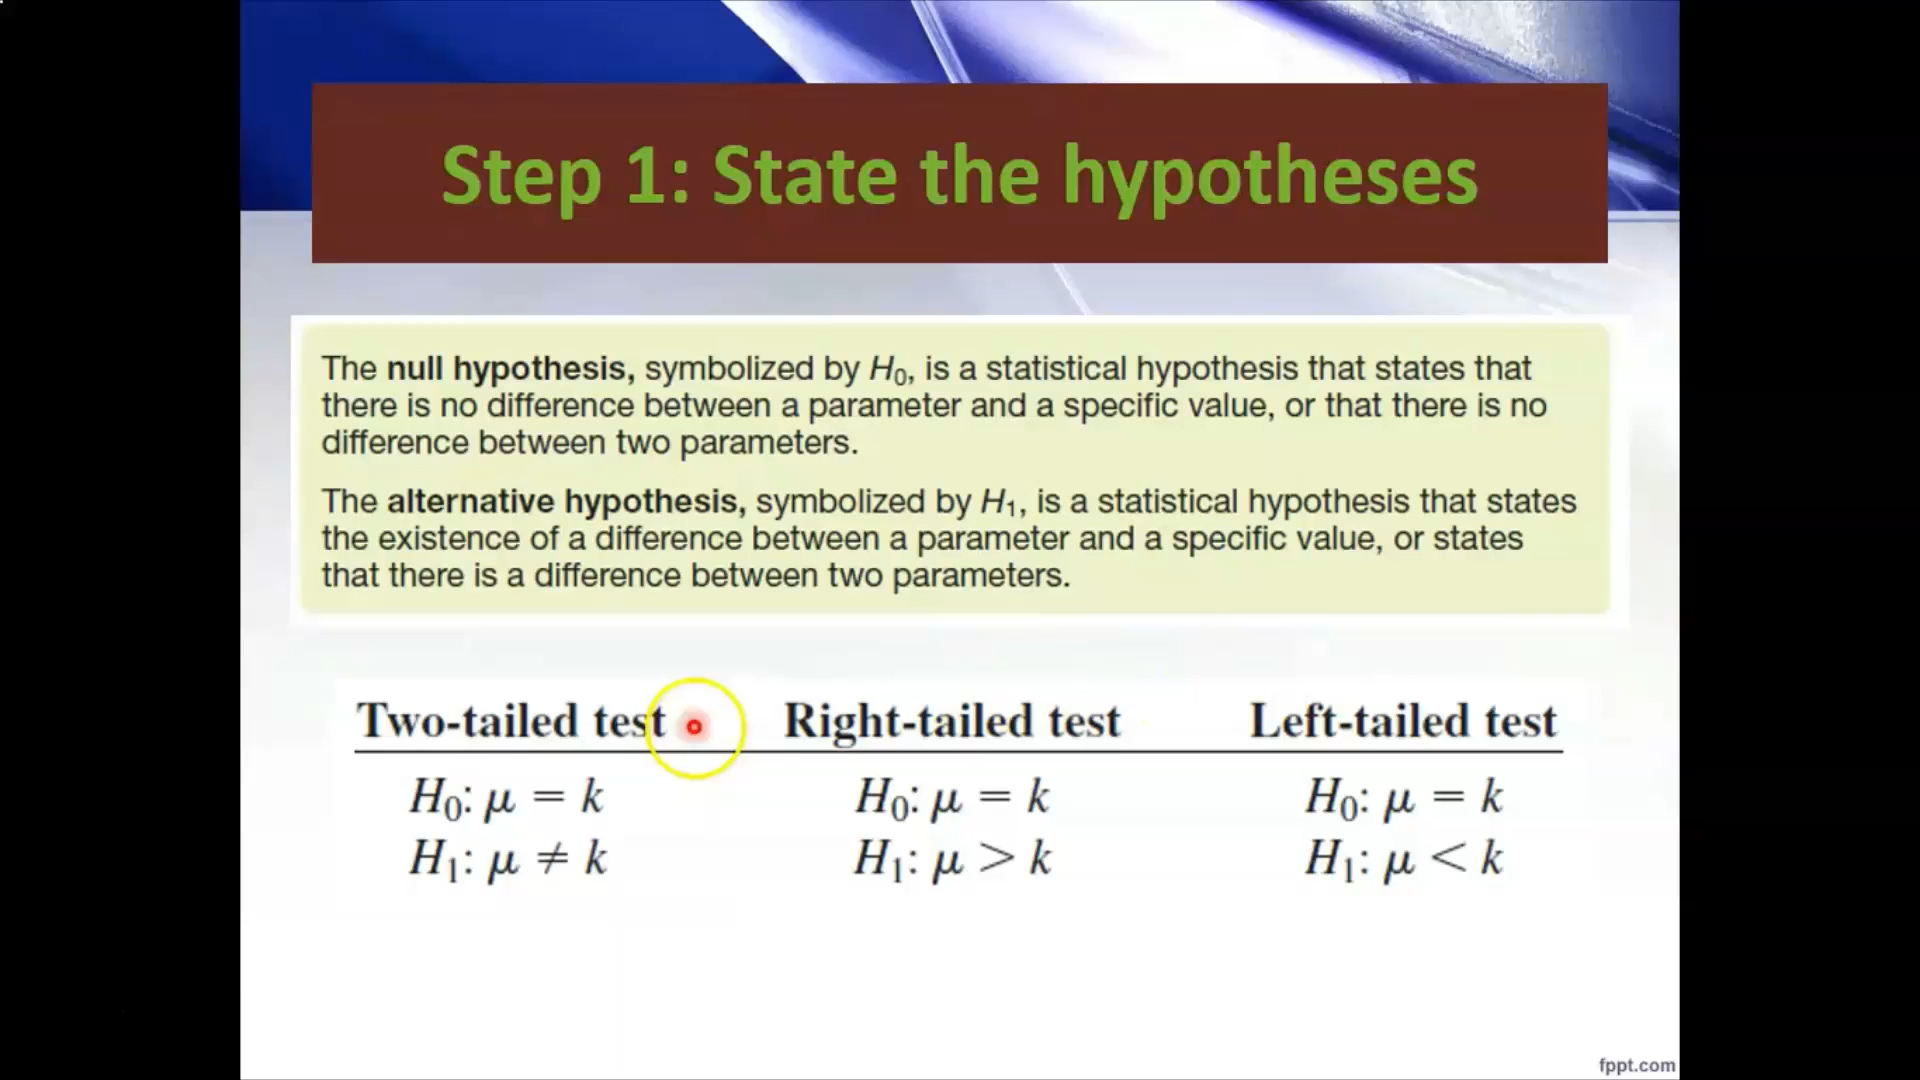 Step 1: State the hypotheses
The null hypothesis, symbolized by H₀, is a statistical hypothesis that states that
there is no difference between a parameter and a specific value, or that there is no
difference between two parameters.
The alternative hypothesis, symbolized by H₁, is a statistical hypothesis that states
the existence of a difference between a parameter and a specific value, or states
that there is a difference between two parameters.
Two-tailed test Right-tailed test Left-tailed test
H₀: μ = k H₀: μ = k H₀: μ = k
H₁: μ ≠ k H₁: μ > k H₁: μ < k
fppt.com